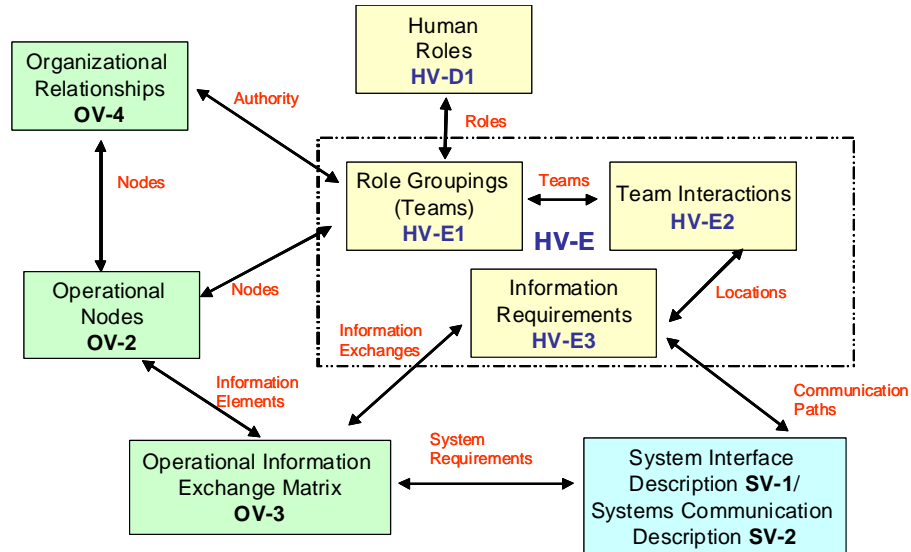 Human
Roles
HV-D1
Organizational
Relationships
OV-4
Authority
Roles
Nodes
Role Groupings
(Teams)
HV-E1
Teams
Team Interactions
HV-E2
HV-E
Operational
Nodes
OV-2
Nodes
Information
Requirements
HV-E3
Locations
Information
Exchanges
Information
Elements
Communication
Paths
Operational Information
Exchange Matrix
OV-3
System
Requirements
System Interface
Description SV-1/
Systems Communication
Description SV-2